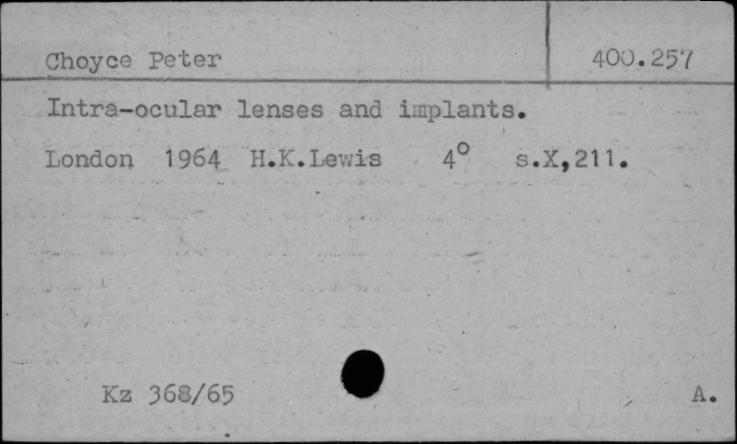 Choyce Peter 400.257
Intra-ocular lenses and implants.
London 1964 H.K.Lewis 4° s.X,211.
Kz 368/65 A.